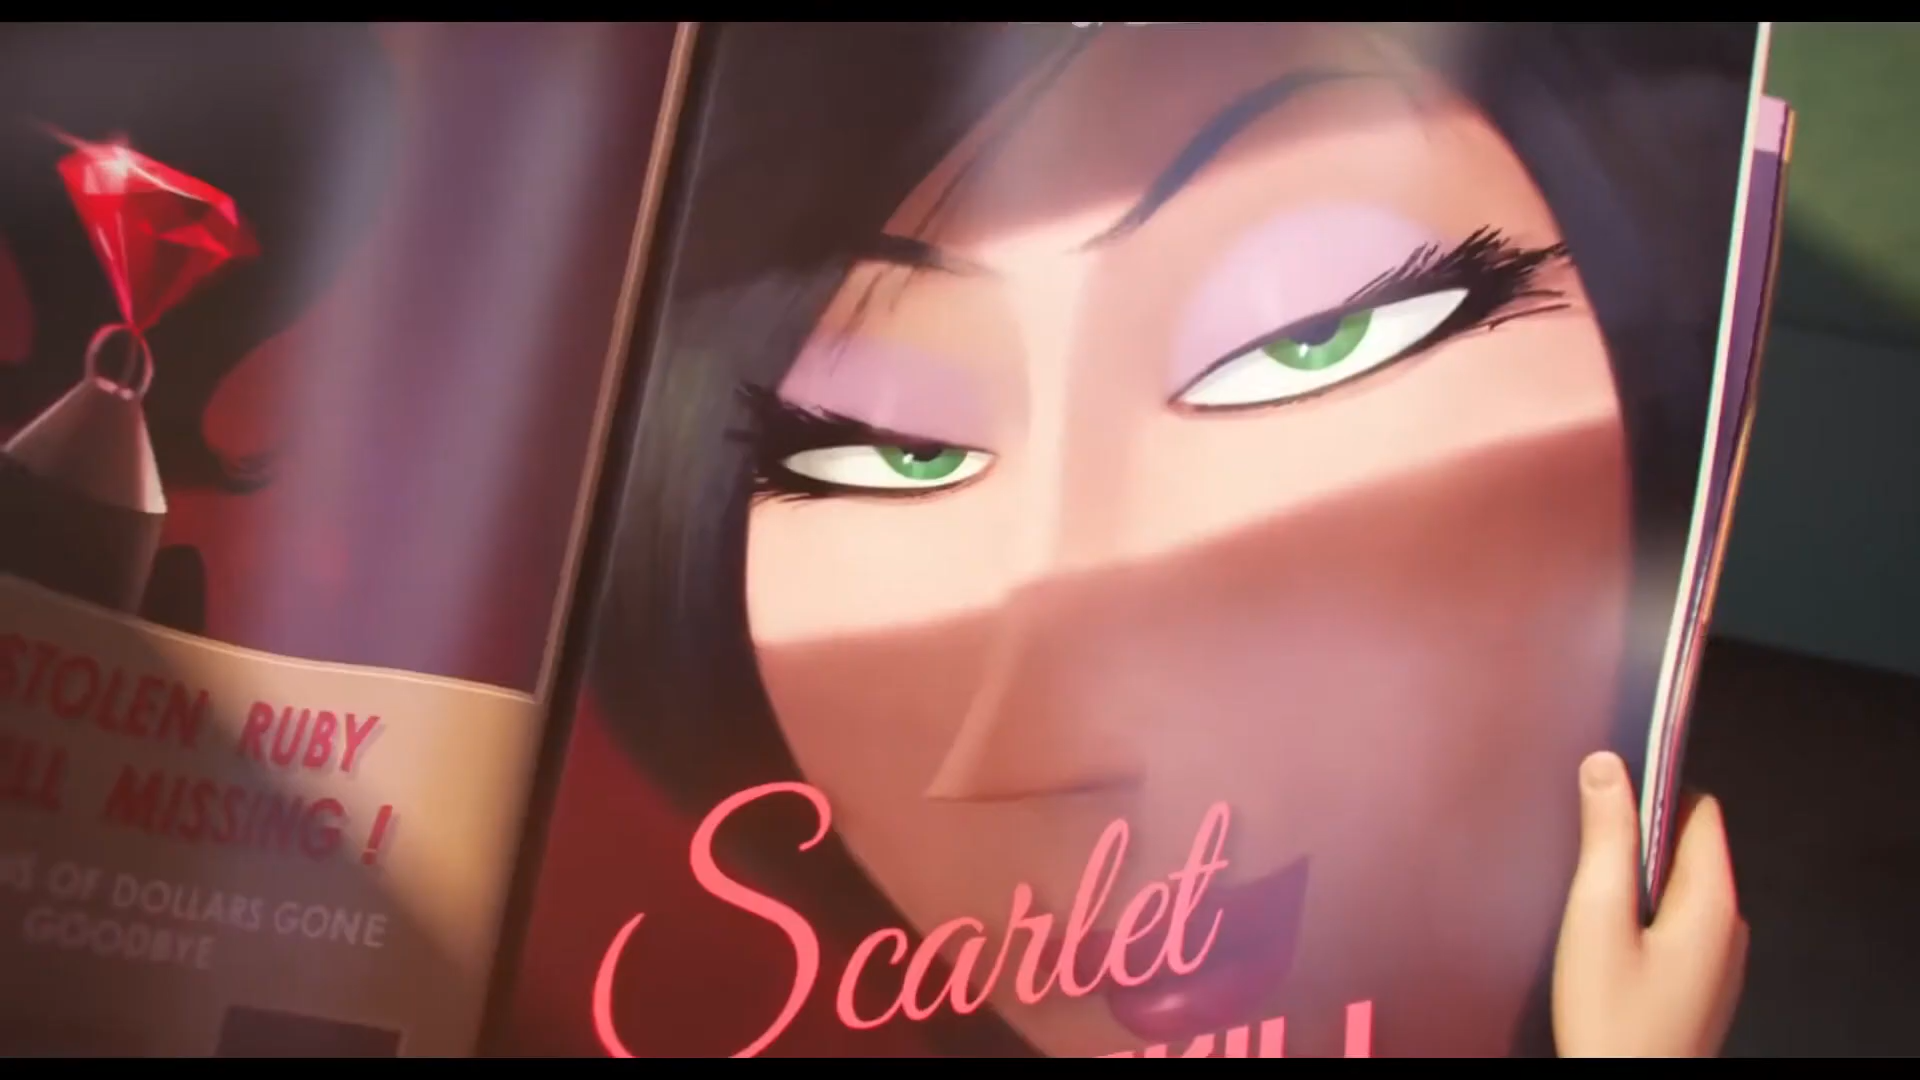 STOLEN RUBY
MISSING!
OF DOLLARS GONE
GOODBYE
Scarlet